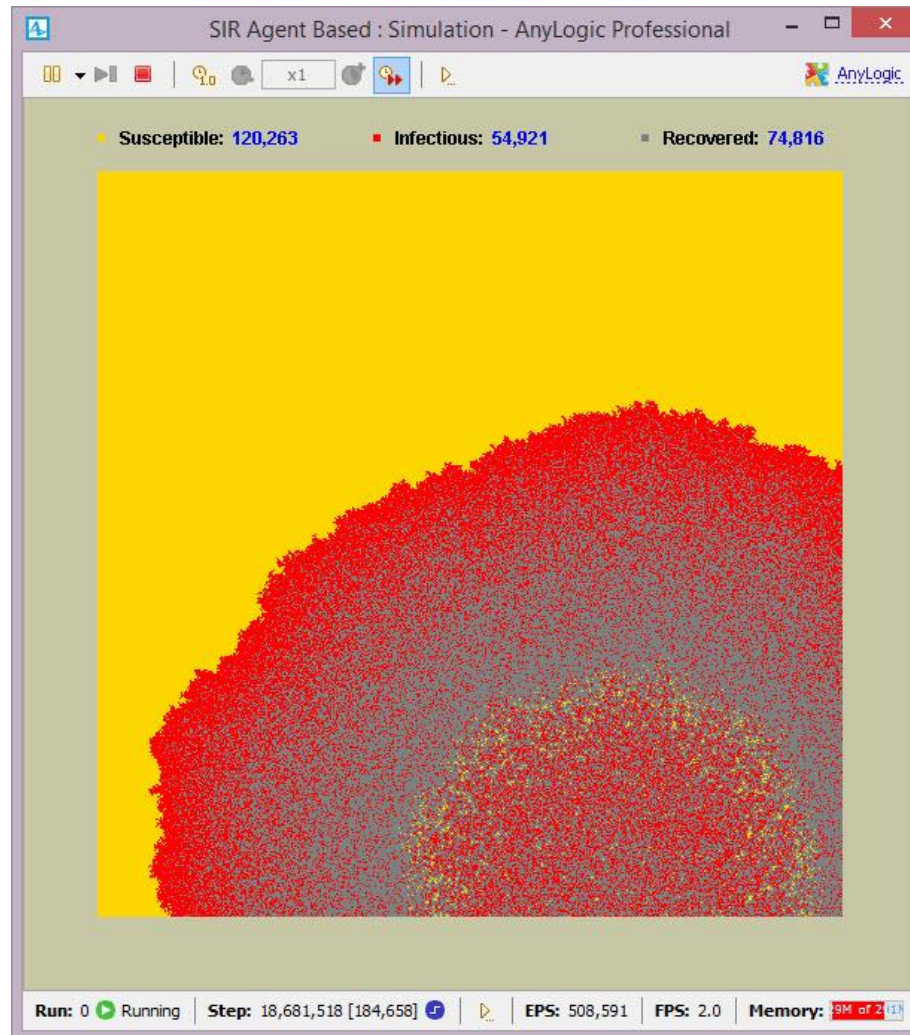 SIR Agent Based : Simulation - AnyLogic Professional
x1 AnyLogic
Susceptible: 120,263 Infectious: 54,921 Recovered: 74,816
Run: 0 Running Step: 18,681,518 [184,658] EPS: 508,591 FPS: 2.0 Memory: of